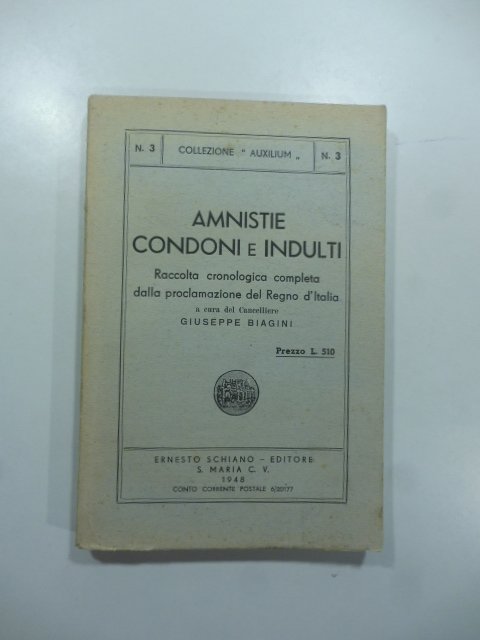 N. 3 COLLEZIONE " AUXILIUM „ N. 3
AMNISTIE
CONDONI E INDULTI
Raccolta cronologica completa
dalla proclamazione del Regno d'Italia
a cura del Cancelliere
GIUSEPPE BIAGINI
Prezzo L. 510
ERNESTO SCHIANO - EDITORE
S. MARIA C. V.
1948
CONTO CORRENTE POSTALE 6/20177